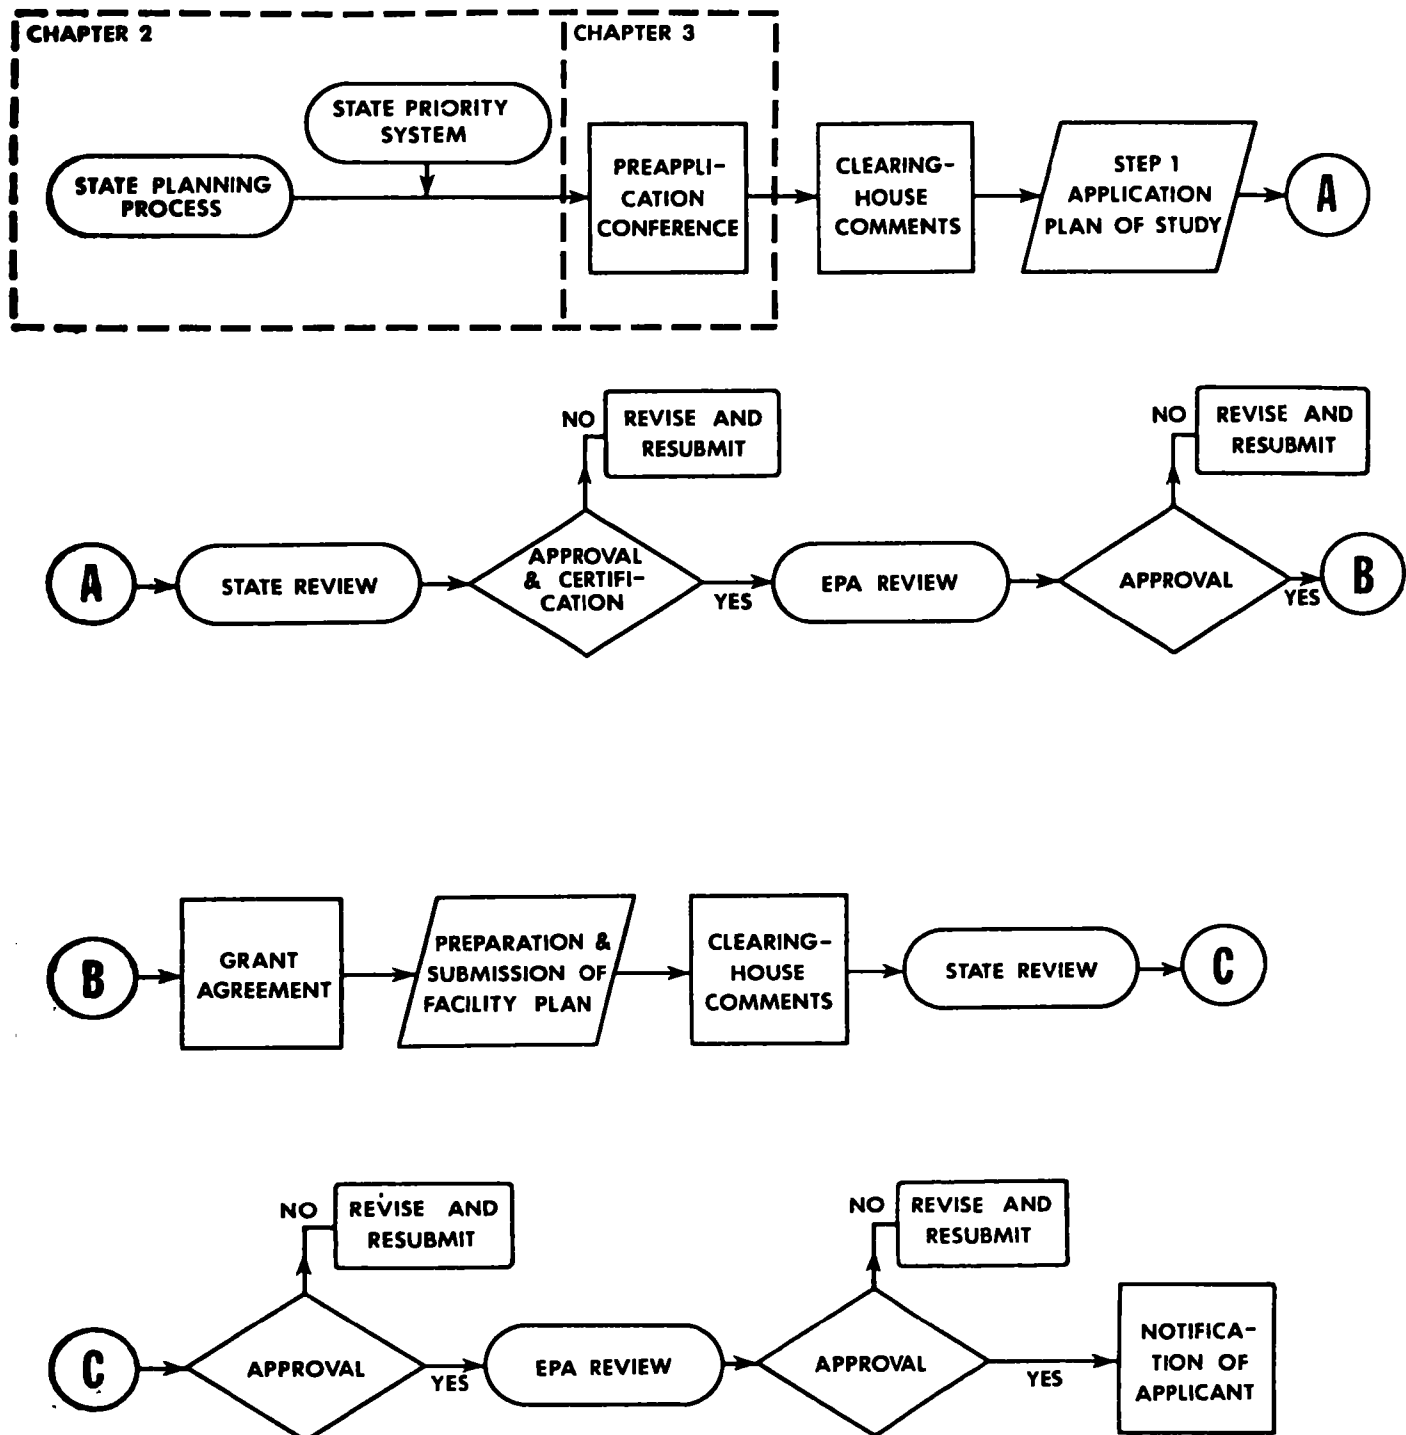 CHAPTER 2
CHAPTER 3
STATE PRIORITY
SYSTEM
STATE PLANNING
PROCESS
PREAPPLI-
CATION
CONFERENCE
CLEARING-
HOUSE
COMMENTS
STEP 1
APPLICATION
PLAN OF STUDY
A
NO
REVISE AND
RESUBMIT
NO
REVISE AND
RESUBMIT
A
STATE REVIEW
APPROVAL
& CERTIFI-
CATION
YES
EPA REVIEW
APPROVAL
YES
B
B
GRANT
AGREEMENT
PREPARATION &
SUBMISSION OF
FACILITY PLAN
CLEARING-
HOUSE
COMMENTS
STATE REVIEW
C
NO
REVISE AND
RESUBMIT
NO
REVISE AND
RESUBMIT
C
APPROVAL
YES
EPA REVIEW
APPROVAL
YES
NOTIFICA-
TION OF
APPLICANT